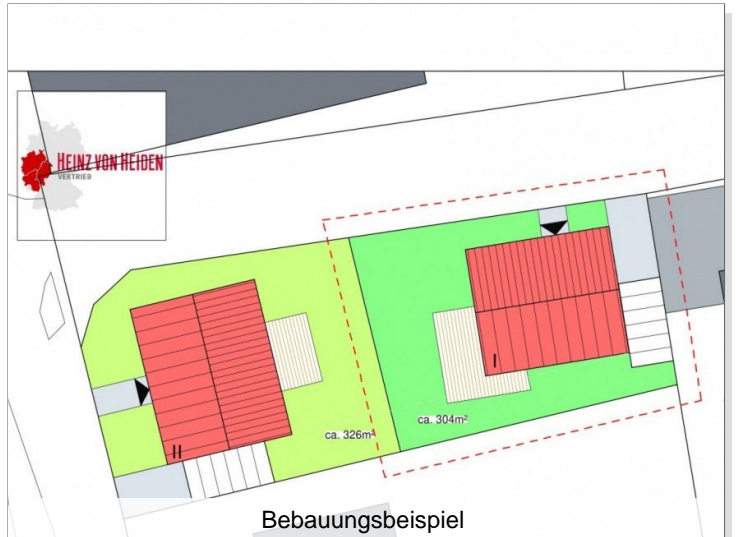 HEINZ VON HEIDEN
VERTRIEB
I
ca. 304m²
ca. 326m²
II
Bebauungsbeispiel